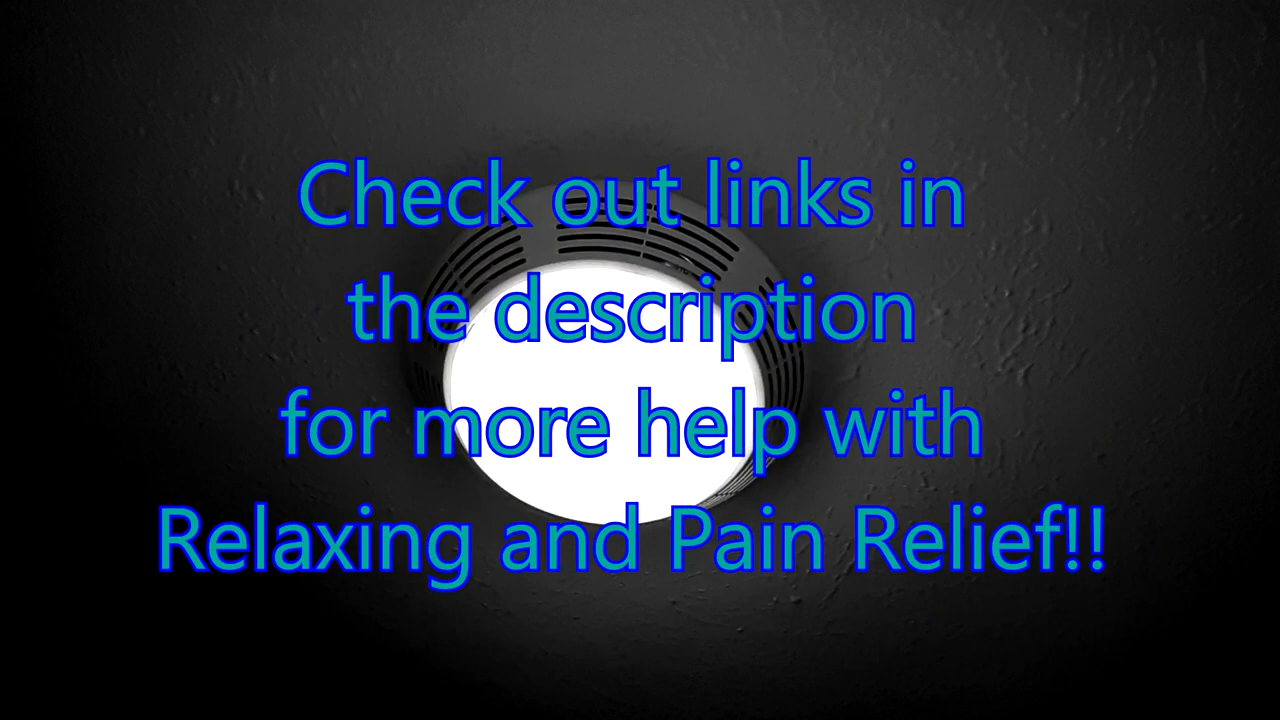 Check out links in
the description
for more help with
Relaxing and Pain Relief!!